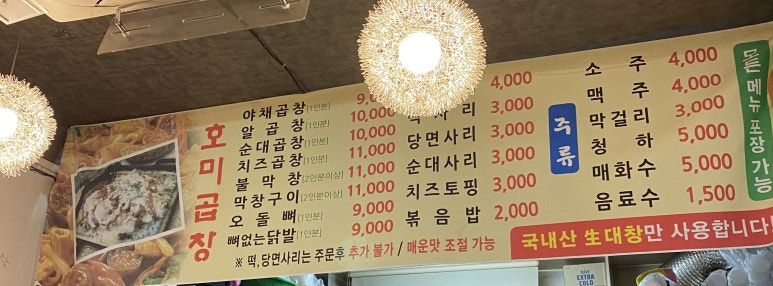 호미곱창
야채곱창[1인분]
알곱창[1인분] 10,000
순대곱창[1인분] 10,000
치즈곱창[1인분] 11,000
불막창[2인분이상] 11,000
막창구이[2인분이상] 11,000
오돌뼈[1인분] 9,000
뼈없는닭발[1인분] 9,000
4,000
사리 3,000
당면사리 3,000
순대사리 3,000
치즈토핑 3,000
볶음밥 2,000
※ 떡,당면사리는 주문후 추가 불가 / 매운맛 조절 가능
주류
소주 4,000
맥주 4,000
막걸리 3,000
청하 5,000
매화수 5,000
음료수 1,500
모든 메뉴 포장 가능
국내산 生대창만 사용합니다!
EXTRA
COLD